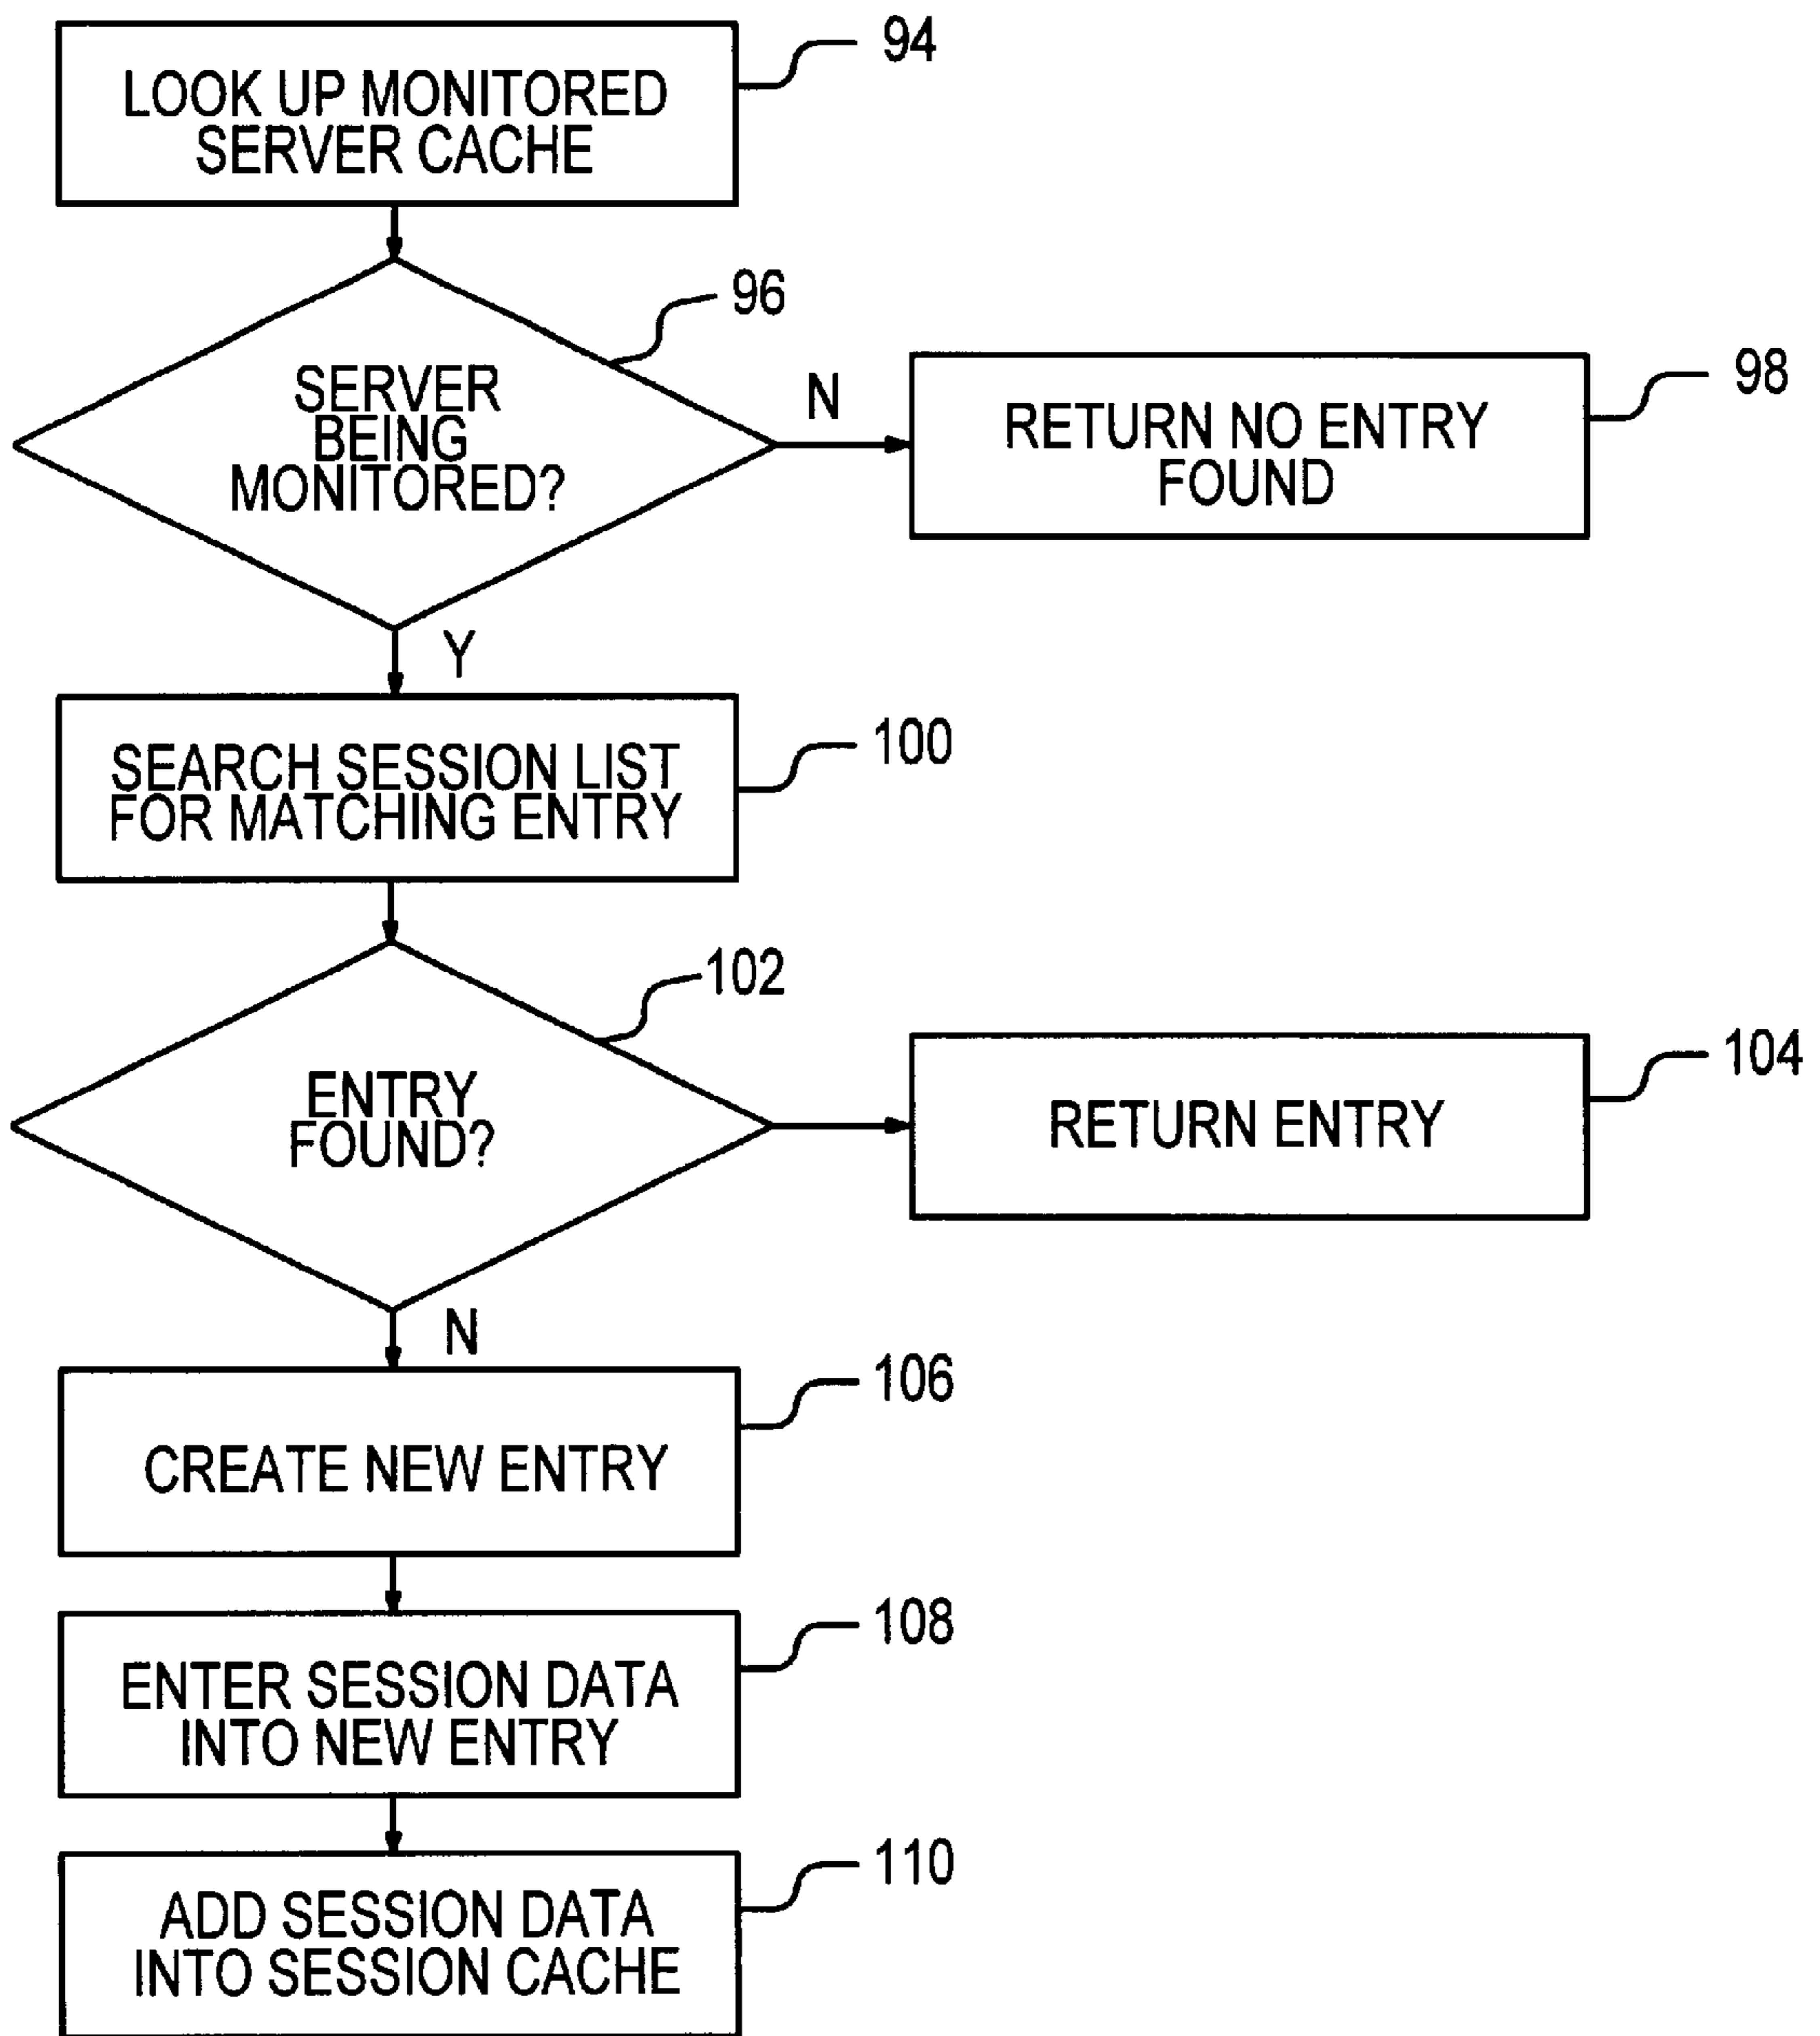 LOOK UP MONITORED
SERVER CACHE
94
96
SERVER
BEING
MONITORED?
N
RETURN NO ENTRY
FOUND
98
Y
SEARCH SESSION LIST
FOR MATCHING ENTRY
100
102
ENTRY
FOUND?
RETURN ENTRY
104
N
CREATE NEW ENTRY
106
ENTER SESSION DATA
INTO NEW ENTRY
108
ADD SESSION DATA
INTO SESSION CACHE
110